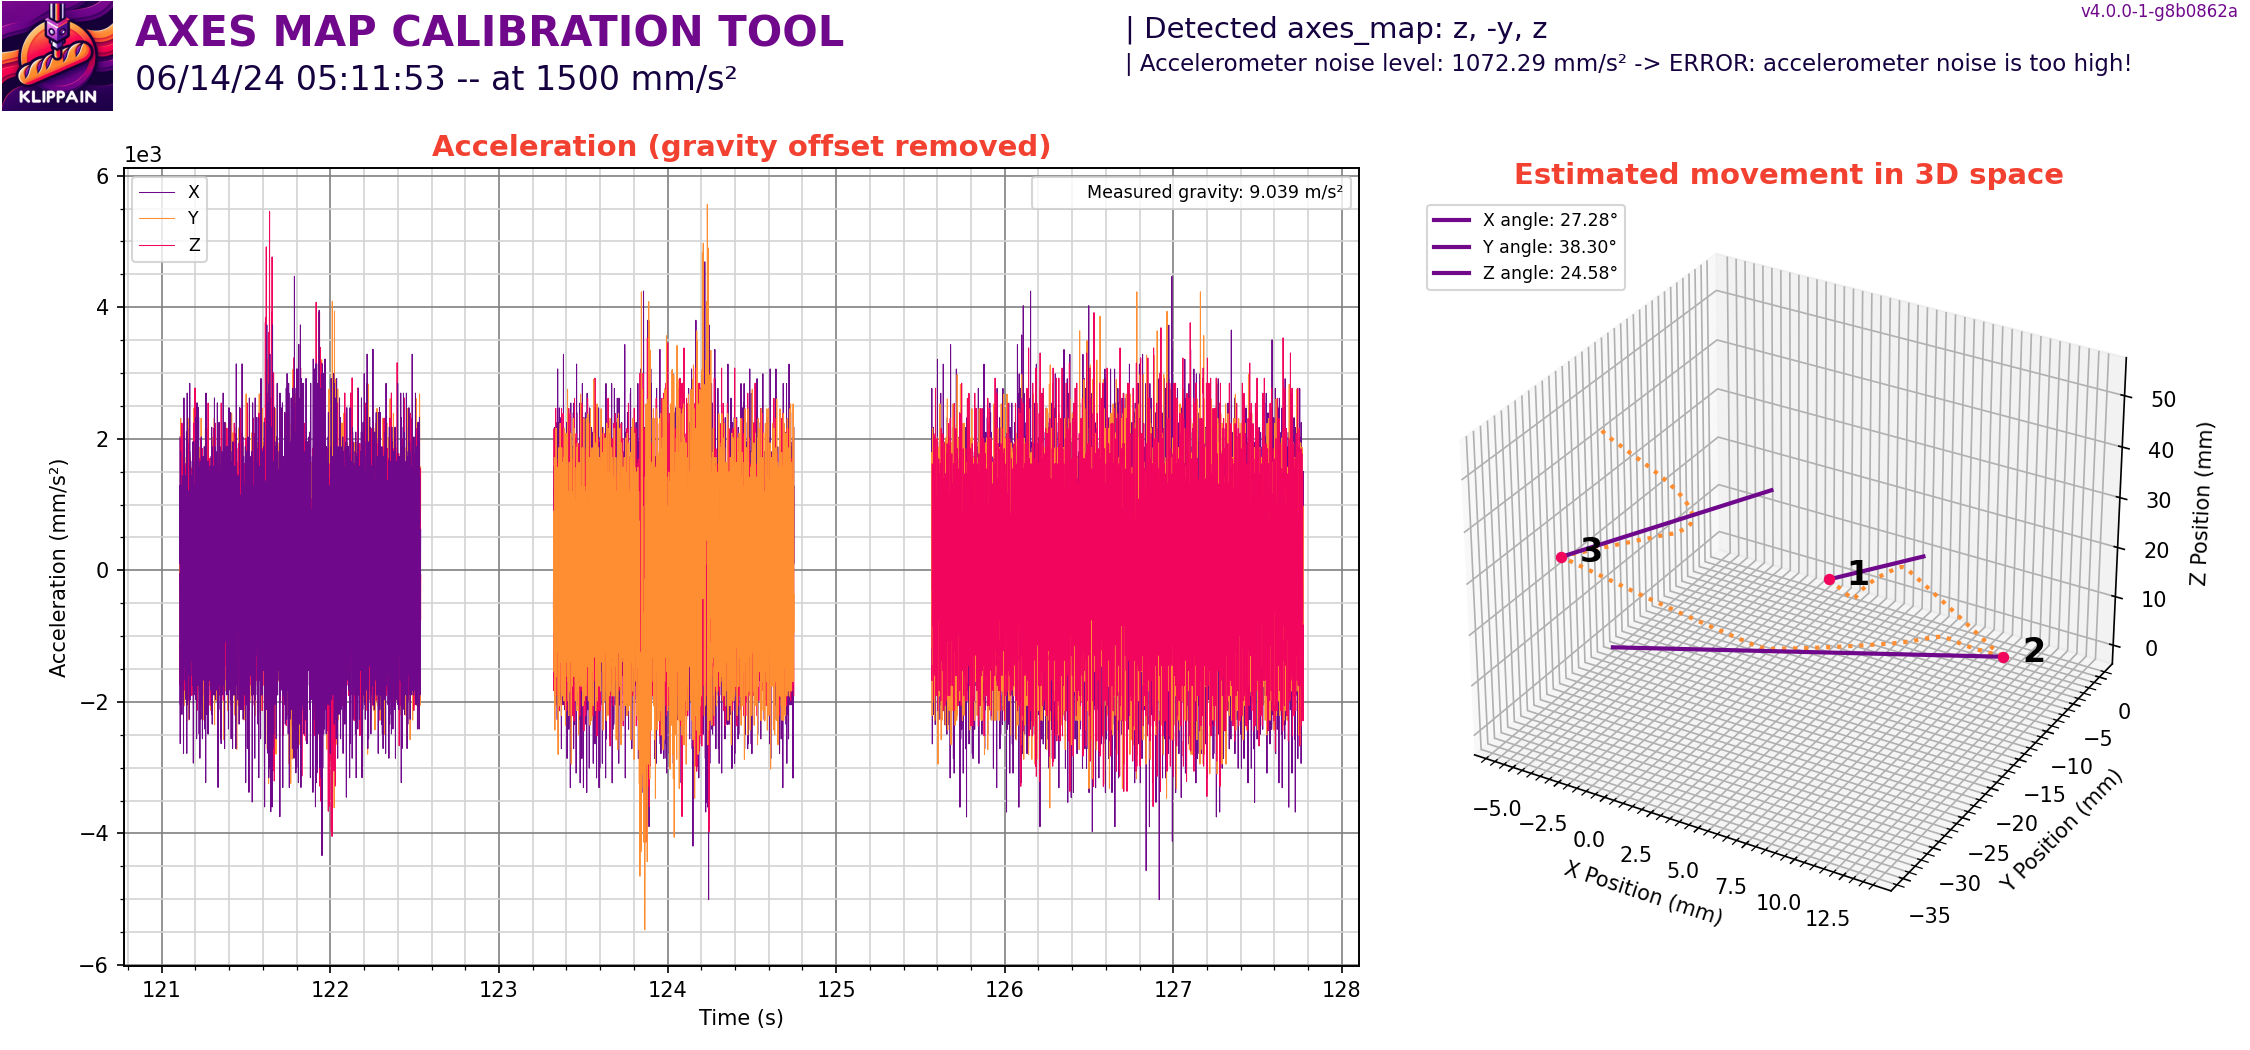 KLIPPAIN
AXES MAP CALIBRATION TOOL
06/14/24 05:11:53 -- at 1500 mm/s²
| Detected axes_map: z, -y, z
| Accelerometer noise level: 1072.29 mm/s² -> ERROR: accelerometer noise is too high!
v4.0.0-1-g8b0862a
Acceleration (gravity offset removed)
1e3
X
Y
Z
Measured gravity: 9.039 m/s²
Acceleration (mm/s²)
6
4
2
0
−2
−4
−6
121 122 123 124 125 126 127 128
Time (s)
Estimated movement in 3D space
X angle: 27.28°
Y angle: 38.30°
Z angle: 24.58°
1
2
3
−5.0 −2.5 0.0 2.5 5.0 7.5 10.0 12.5
X Position (mm)
−35 −30 −25 −20 −15 −10 −5 0
Y Position (mm)
0 10 20 30 40 50
Z Position (mm)